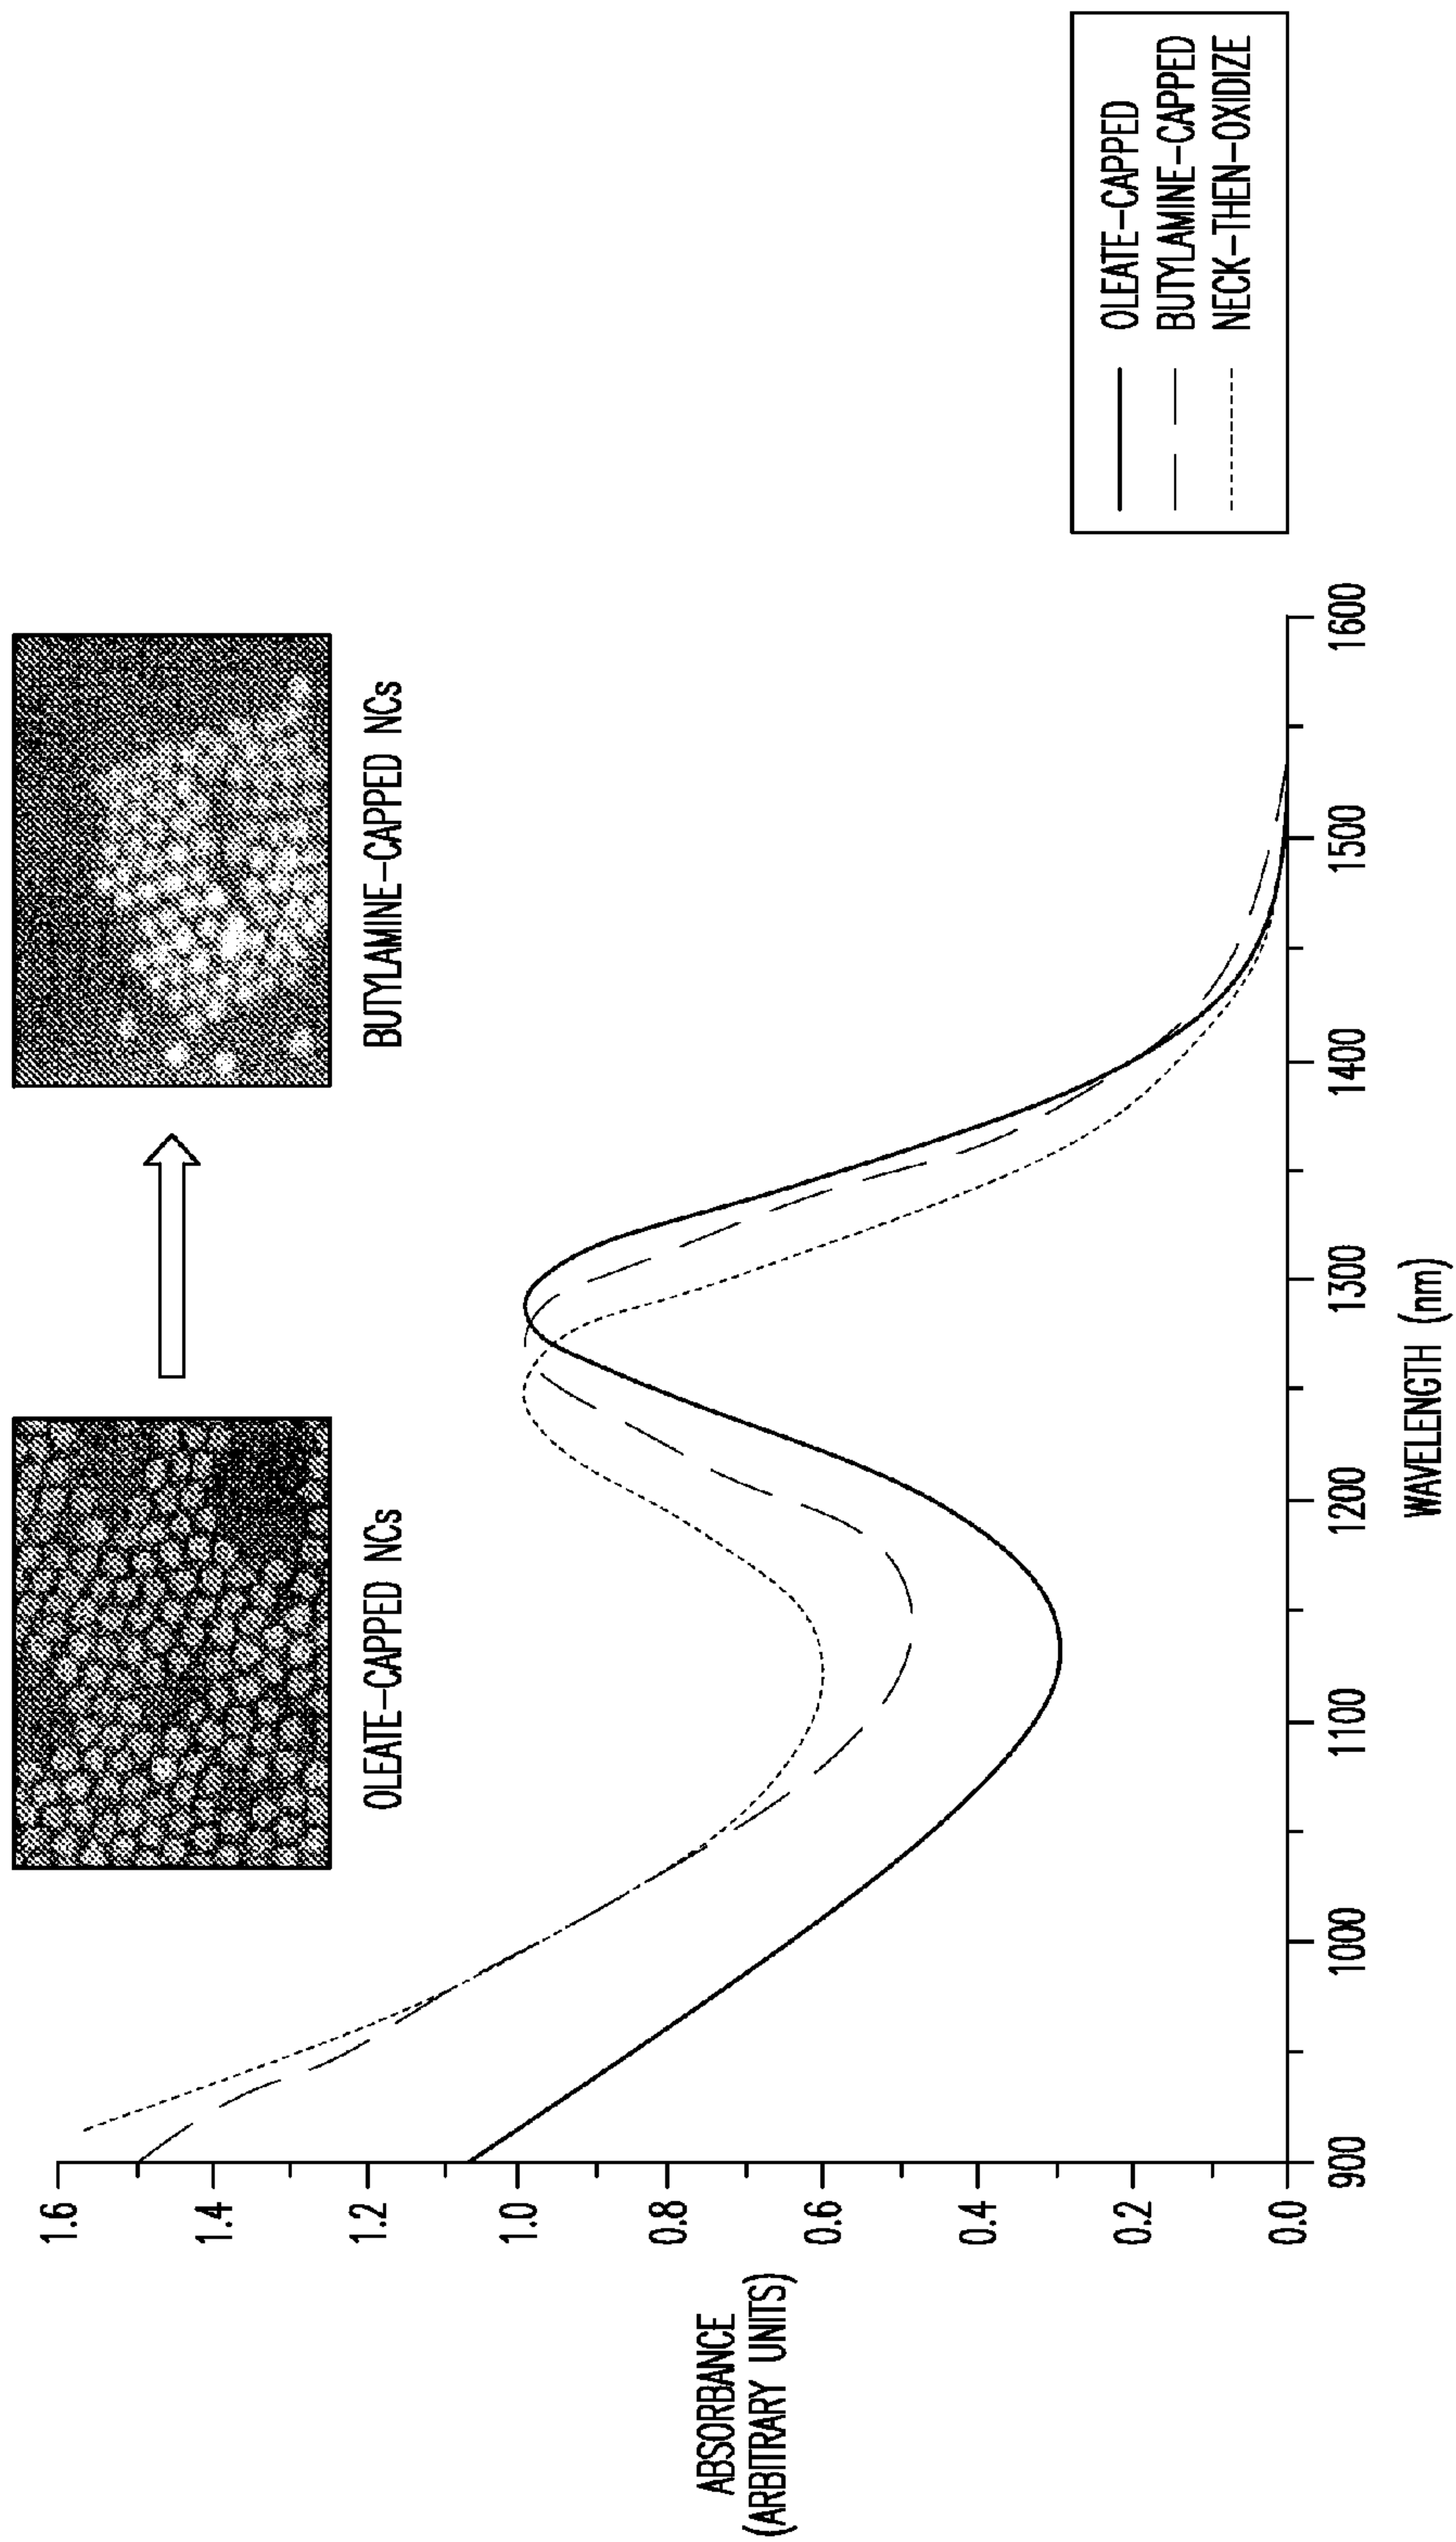 OLEATE-CAPPED NCs
BUTYLAMINE-CAPPED NCs
ABSORBANCE
(ARBITRARY UNITS)
1.6
1.4
1.2
1.0
0.8
0.6
0.4
0.2
0.0
900
1000
1100
1200
1300
1400
1500
1600
WAVELENGTH (nm)
OLEATE-CAPPED
BUTYLAMINE-CAPPED
NECK-THEN-OXIDIZE